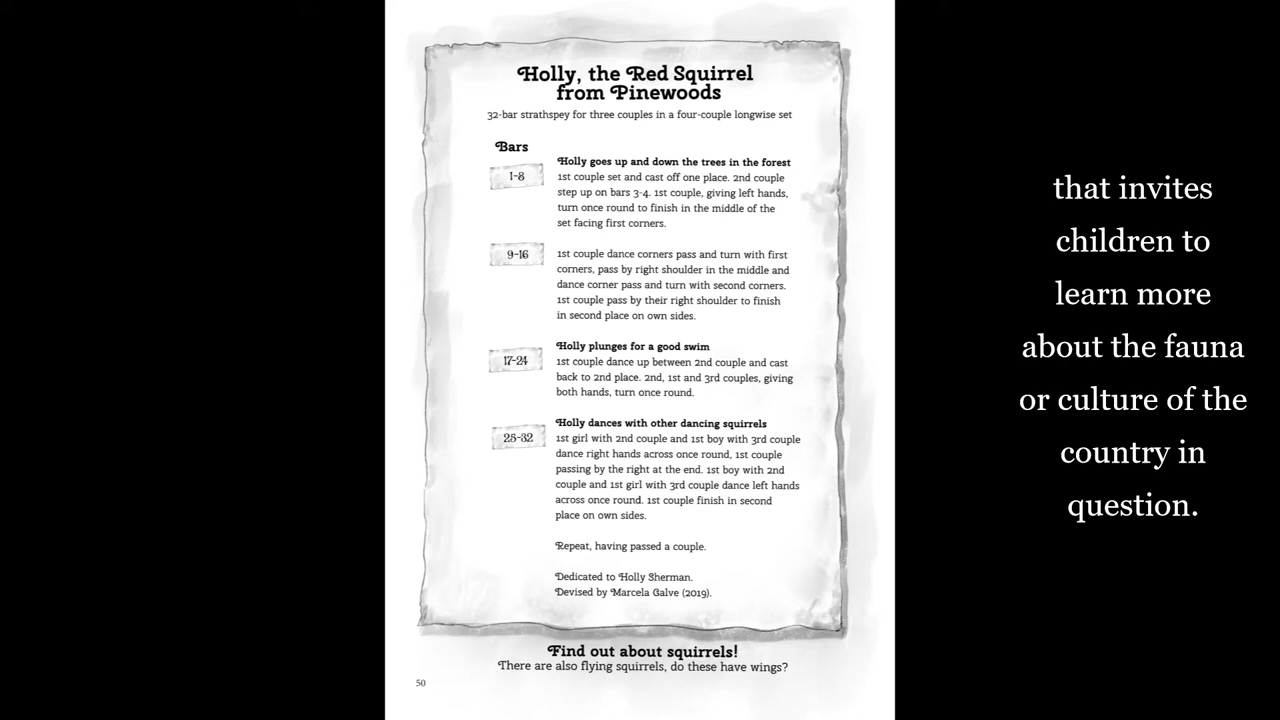 Holly, the Red Squirrel
from Pinewoods
32-bar strathspey for three couples in a four-couple longwise set
Bars
1-8
Holly goes up and down the trees in the forest
1st couple set and cast off one place. 2nd couple
step up on bars 3-4. 1st couple, giving left hands,
turn once round to finish in the middle of the
set facing first corners.
9-16
1st couple dance corners pass and turn with first
corners, pass by right shoulder in the middle and
dance corner pass and turn with second corners.
1st couple pass by their right shoulder to finish
in second place on own sides.
17-24
Holly plunges for a good swim
1st couple dance up between 2nd couple and cast
back to 2nd place. 2nd, 1st and 3rd couples, giving
both hands, turn once round.
25-32
Holly dances with other dancing squirrels
1st girl with 2nd couple and 1st boy with 3rd couple
dance right hands across once round, 1st couple
passing by the right at the end. 1st boy with 2nd
couple and 1st girl with 3rd couple dance left hands
across once round. 1st couple finish in second
place on own sides.
Repeat, having passed a couple.
Dedicated to Holly Sherman.
Devised by Marcela Galve (2019).
Find out about squirrels!
There are also flying squirrels, do these have wings?
50
that invites
children to
learn more
about the fauna
or culture of the
country in
question.